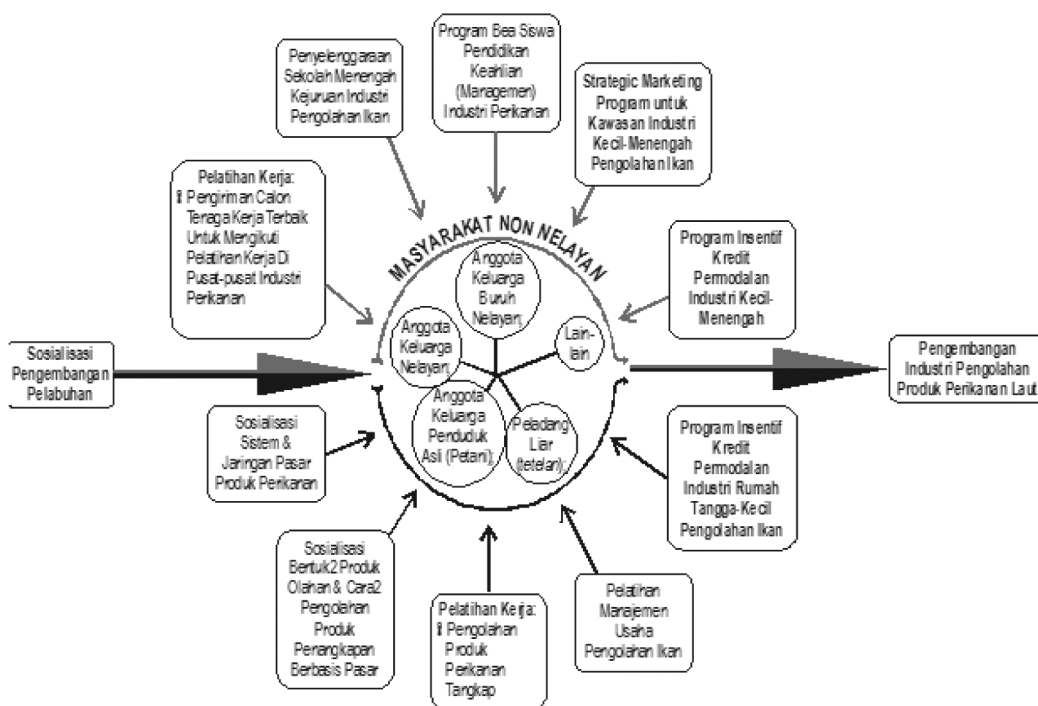 Penyelenggaraan
Sekolah Menengah
Kejuruan Industri
Pengolahan Ikan
Program Bea Siswa
Pendidikan
Keahlian
(Managemen)
Industri Perikanan
Strategic Marketing
Program untuk
Kawasan Industri
Kecil-Menengah
Pengolahan Ikan
Pelatihan Kerja:
Pengiriman Calon
Tenaga Kerja Terbaik
Untuk Mengikuti
Pelatihan Kerja Di
Pusat-pusat Industri
Perikanan
Program Insentif
Kredit
Permodalan
Industri Kecil-
Menengah
MASYARAKAT NON NELAYAN
Anggota
Keluarga
Buruh
Nelayan;
Anggota
Keluarga
Nelayan;
Lain-
lain
Anggota
Keluarga
Penduduk
Asli (Petani);
Peladang
Liar
(tetelan);
Sosialisasi
Pengembangan
Pelabuhan
Pengembangan
Industri Pengolahan
Produk Perikanan Laut
Sosialisasi
Sistem &
Jaringan Pasar
Produk Perikanan
Program Insentif
Kredit
Permodalan
Industri Rumah
Tangga-Kecil
Pengolahan Ikan
Sosialisasi
Bentuk2 Produk
Olahan & Cara2
Pengolahan
Produk
Penangkapan
Berbasis Pasar
Pelatihan Kerja:
Pengolahan
Produk
Perikanan
Tangkap
Pelatihan
Manajemen
Usaha
Pengolahan Ikan